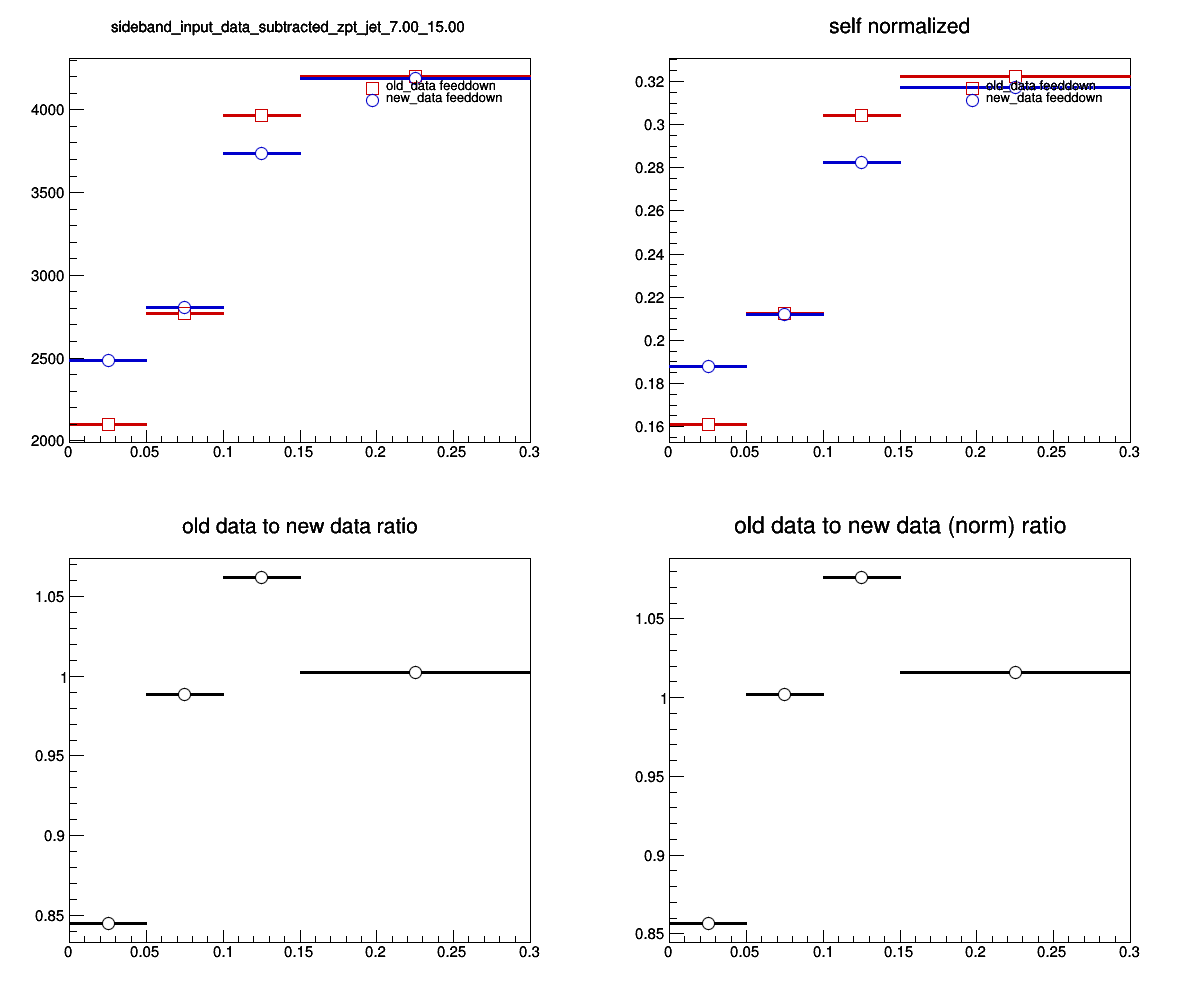 sideband_input_data_subtracted_zpt_jet_7.00_15.00
old_data feeddown
new_data feeddown
4000
3500
3000
2500
2000
0 0.05 0.1 0.15 0.2 0.25 0.3
self normalized
old_data feeddown
new_data feeddown
0.32
0.3
0.28
0.26
0.24
0.22
0.2
0.18
0.16
0 0.05 0.1 0.15 0.2 0.25 0.3
old data to new data ratio
1.05
1
0.95
0.9
0.85
0 0.05 0.1 0.15 0.2 0.25 0.3
old data to new data (norm) ratio
1.05
1
0.95
0.9
0.85
0 0.05 0.1 0.15 0.2 0.25 0.3